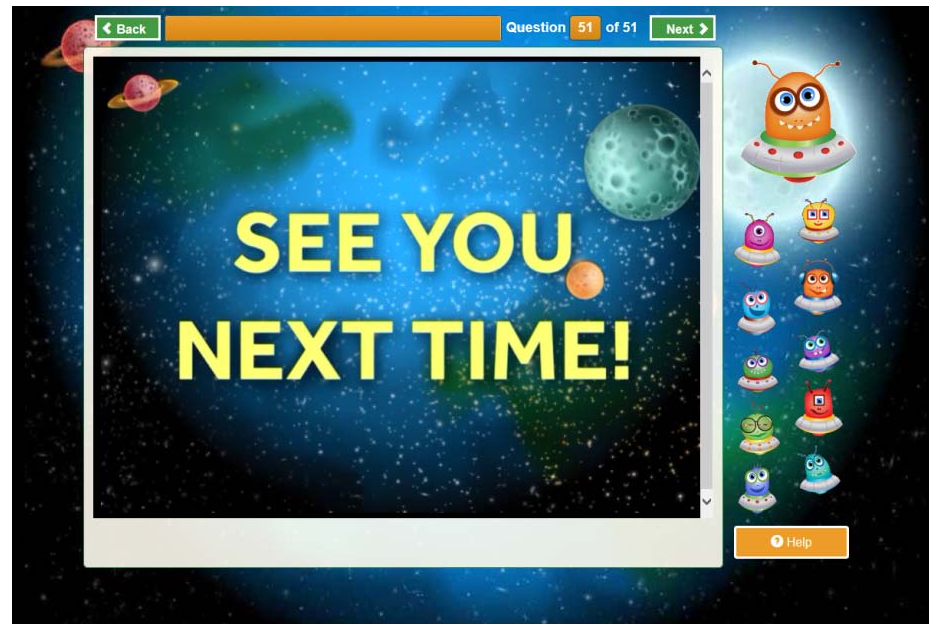 Back
Question 51 of 51
Next
SEE YOU
NEXT TIME!
Help